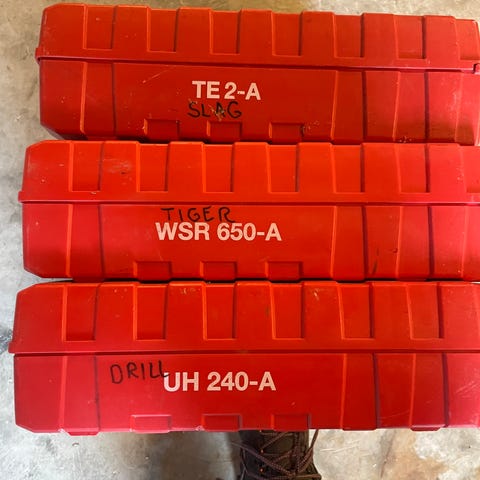 TE 2-A
SLAG
TIGER
WSR 650-A
DRILL
UH 240-A